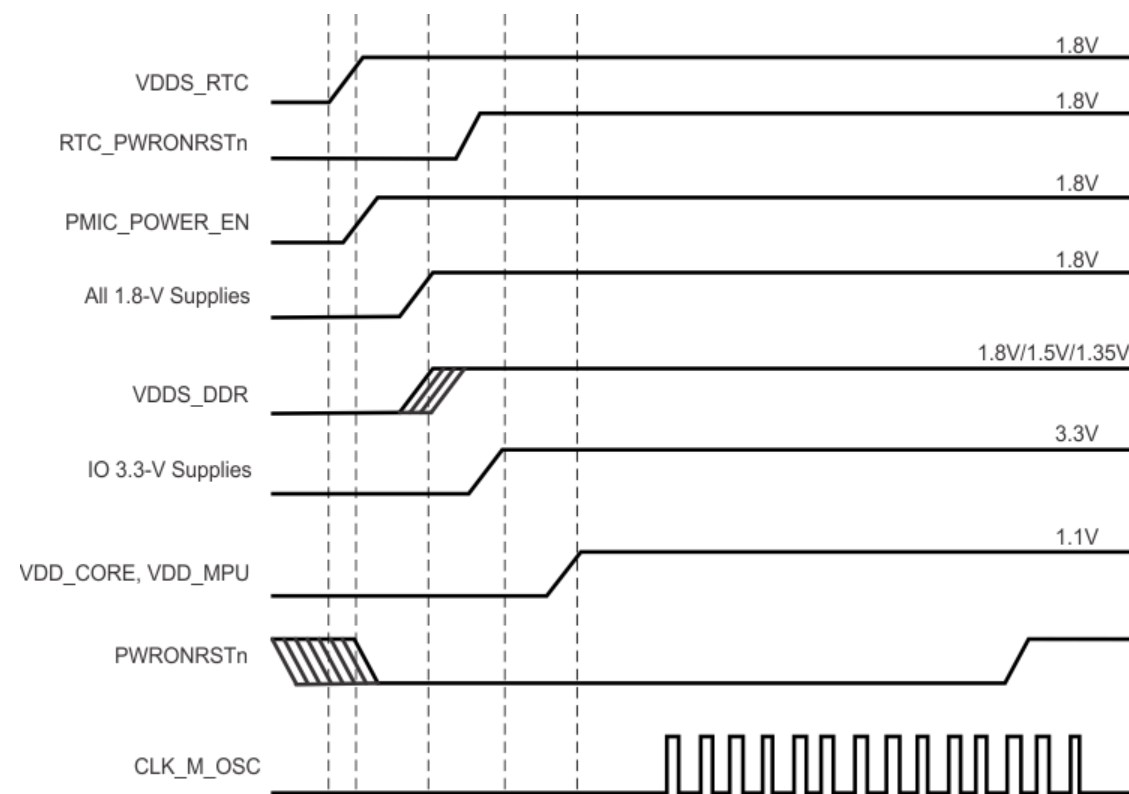 1.8V
VDDS_RTC
1.8V
RTC_PWRONRSTn
1.8V
PMIC_POWER_EN
1.8V
All 1.8-V Supplies
1.8V/1.5V/1.35V
VDDS_DDR
3.3V
IO 3.3-V Supplies
1.1V
VDD_CORE, VDD_MPU
PWRONRSTn
CLK_M_OSC